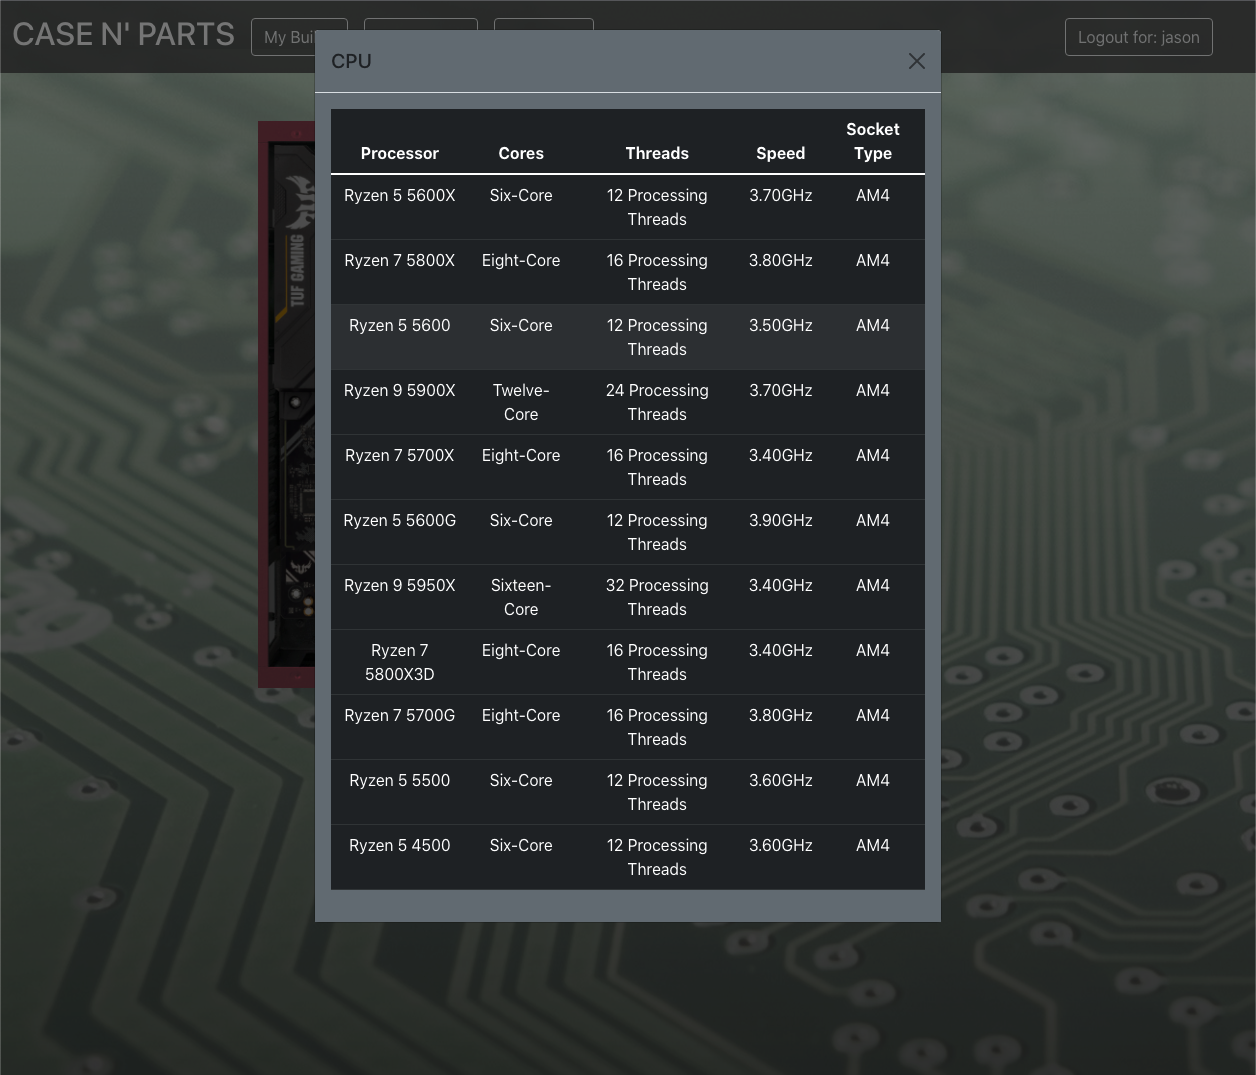 CASE N' PARTS
My Bui
Logout for: jason
CPU
Processor Cores Threads Speed Socket
Type
Ryzen 5 5600X Six-Core 12 Processing 3.70GHz AM4
Threads
Ryzen 7 5800X Eight-Core 16 Processing 3.80GHz AM4
Threads
Ryzen 5 5600 Six-Core 12 Processing 3.50GHz AM4
Threads
Ryzen 9 5900X Twelve- 24 Processing 3.70GHz AM4
Core Threads
Ryzen 7 5700X Eight-Core 16 Processing 3.40GHz AM4
Threads
Ryzen 5 5600G Six-Core 12 Processing 3.90GHz AM4
Threads
Ryzen 9 5950X Sixteen- 32 Processing 3.40GHz AM4
Core Threads
Ryzen 7 Eight-Core 16 Processing 3.40GHz AM4
5800X3D Threads
Ryzen 7 5700G Eight-Core 16 Processing 3.80GHz AM4
Threads
Ryzen 5 5500 Six-Core 12 Processing 3.60GHz AM4
Threads
Ryzen 5 4500 Six-Core 12 Processing 3.60GHz AM4
Threads
TUF GAMING